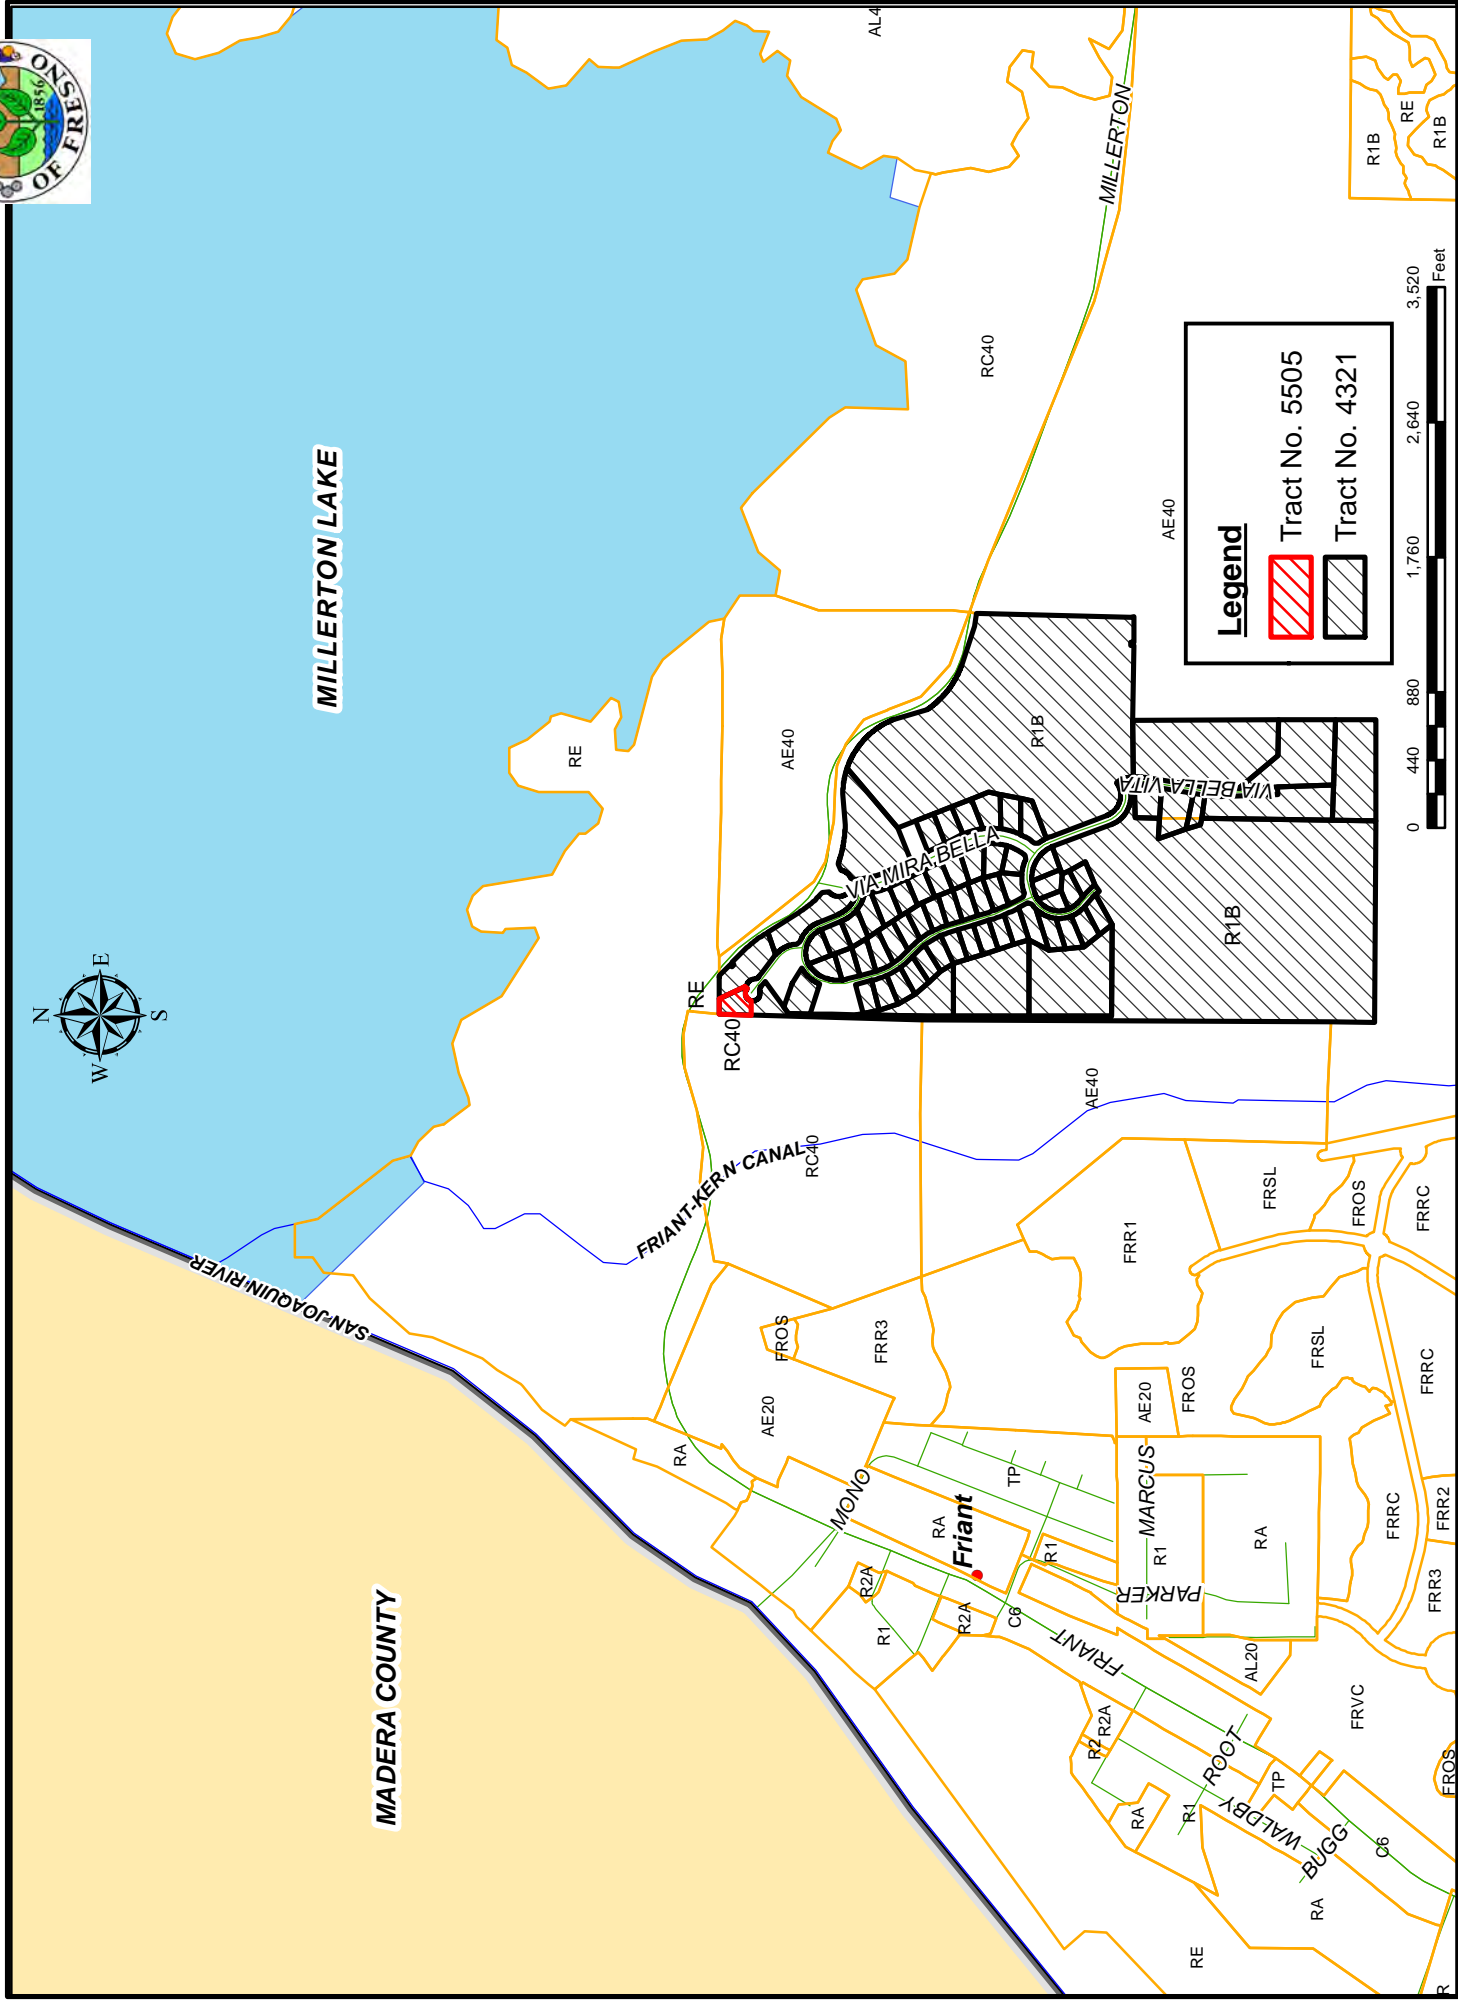 OF FRESNO
1856
N
E
S
W
MILLERTON LAKE
MADERA COUNTY
SAN JOAQUIN RIVER
FRIANT-KERN CANAL
AL4
MILLERTON
R1B
RE
R1B
RC40
AE40
RE
AE40
R1B
VIA MIRA BELLA
VIA BELLA VITA
R1B
RE
RC40
RC40
AE40
FRR1
FRSL
FROS
FRRC
FROS
FRR3
AE20
RA
MONO
RA
Friant
TP
R1
R2A
R1
R2A
C6
MARCUS
R1
PARKER
RA
AE20
FROS
FRSL
FRRC
FRRC
FRR2
FRR3
FRIANT
AL20
FRVC
FROS
R2
R2A
ROOT
TP
RA
R1
WALDBY
BUGG
C6
RA
RE
R
Legend
Tract No. 5505
Tract No. 4321
0 440 880 1,760 2,640 3,520
Feet